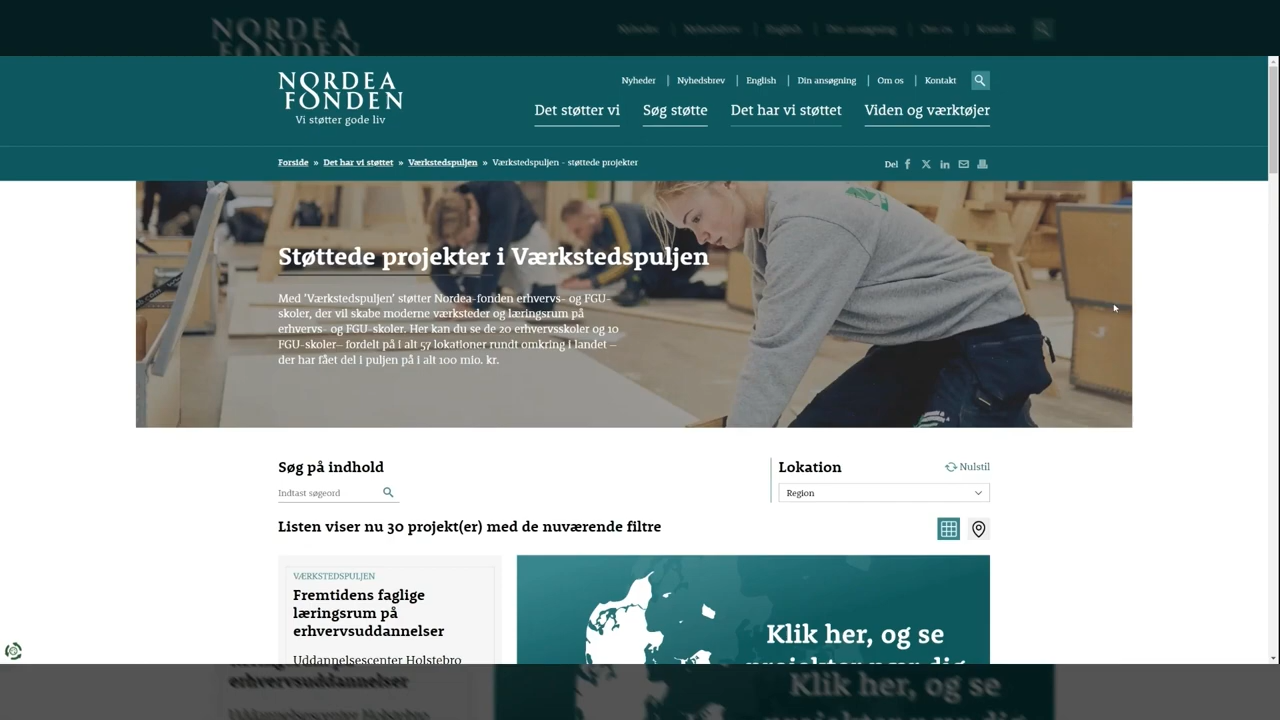 NORDEA
FONDEN
Vi støtter gode liv
Nyheder
Nyhedsbrev
English
Din ansøgning
Om os
Kontakt
Det støtter vi
Søg støtte
Det har vi støttet
Viden og værktøjer
Forside » Det har vi støttet » Værkstedspuljen » Værkstedspuljen - støttede projekter
Del
Støttede projekter i Værkstedspuljen
Med 'Værkstedspuljen' støtter Nordea-fonden erhvervs- og FGU-
skoler, der vil skabe moderne værksteder og læringsrum på
erhvervs- og FGU-skoler. Her kan du se de 20 erhvervsskoler og 10
FGU-skoler– fordelt på i alt 57 lokationer rundt omkring i landet –
der har fået del i puljen på i alt 100 mio. kr.
Søg på indhold
Indtast søgeord
Lokation
Nulstil
Region
Listen viser nu 30 projekt(er) med de nuværende filtre
VÆRKSTEDSPULJEN
Fremtidens faglige
læringsrum på
erhvervsuddannelser
Uddannelsescenter Holstebro
Klik her, og se
projekter nær dig